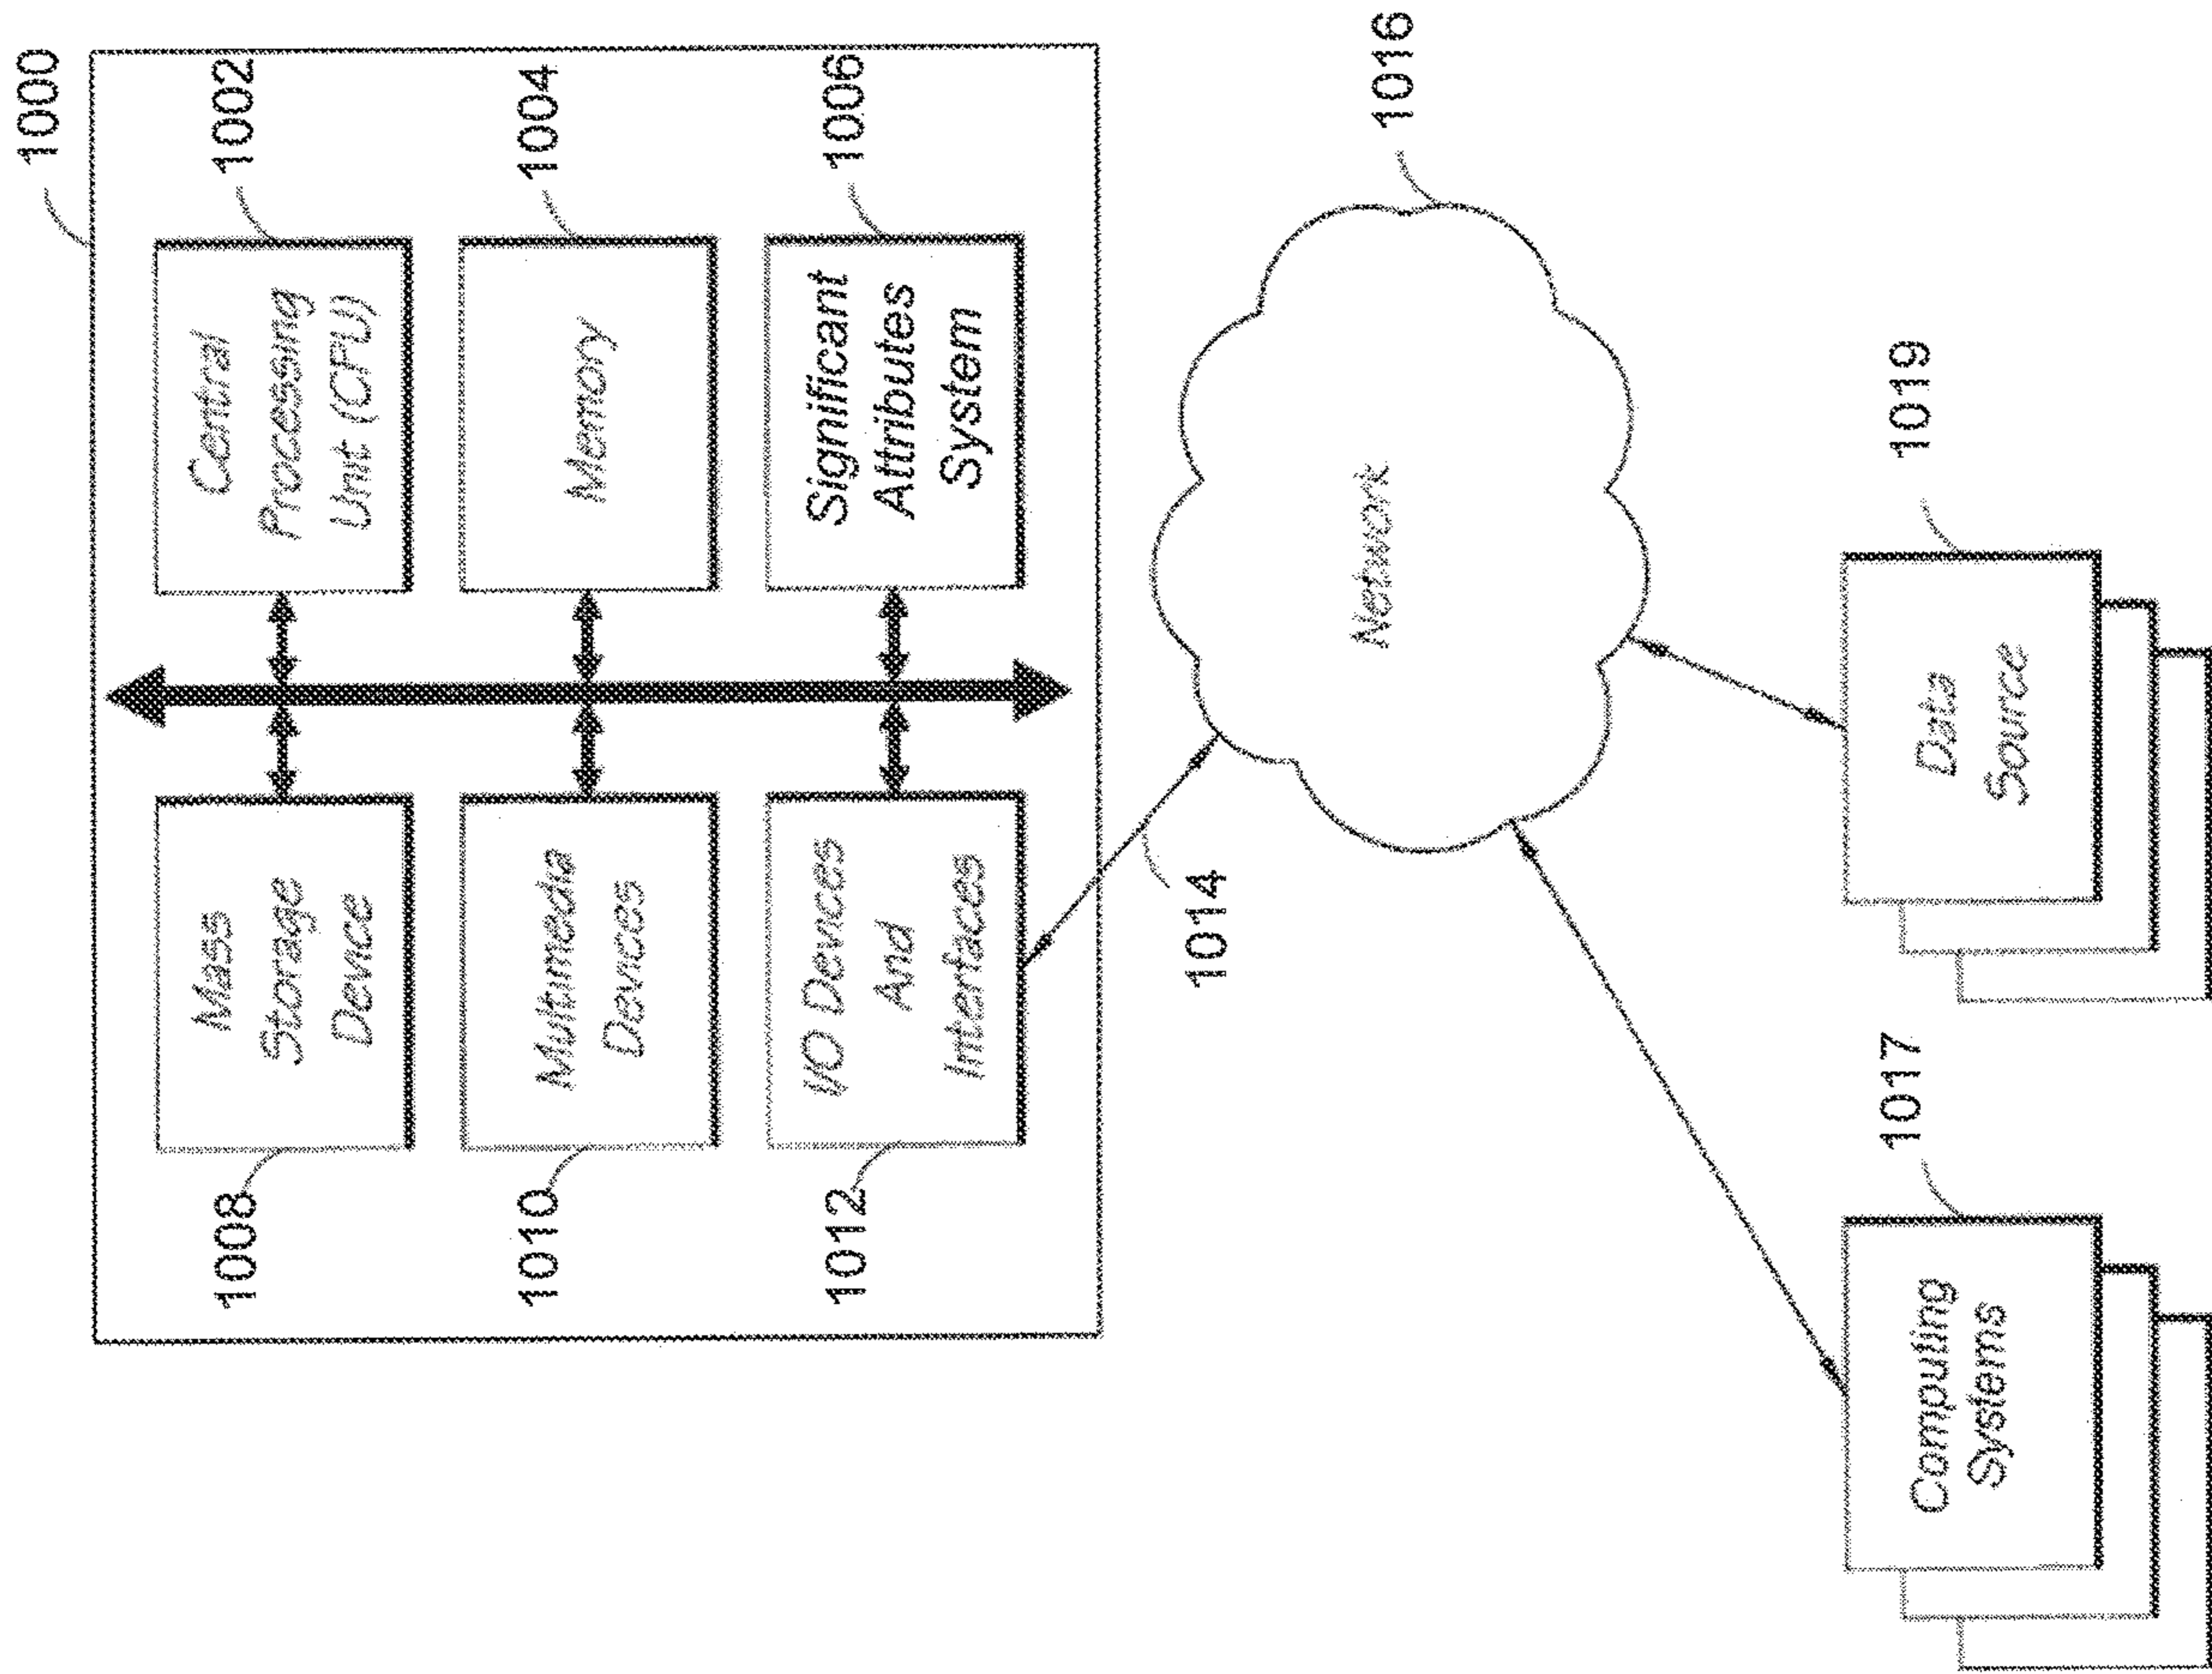 1000
Mass
Storage
Device
1008
Central
Processing
Unit (CPU)
1002
Multimedia
Devices
1010
Memory
1004
I/O Devices
And
Interfaces
1012
Significant
Attributes
System
1006
1014
Network
1016
Computing
Systems
1017
Data
Source
1019